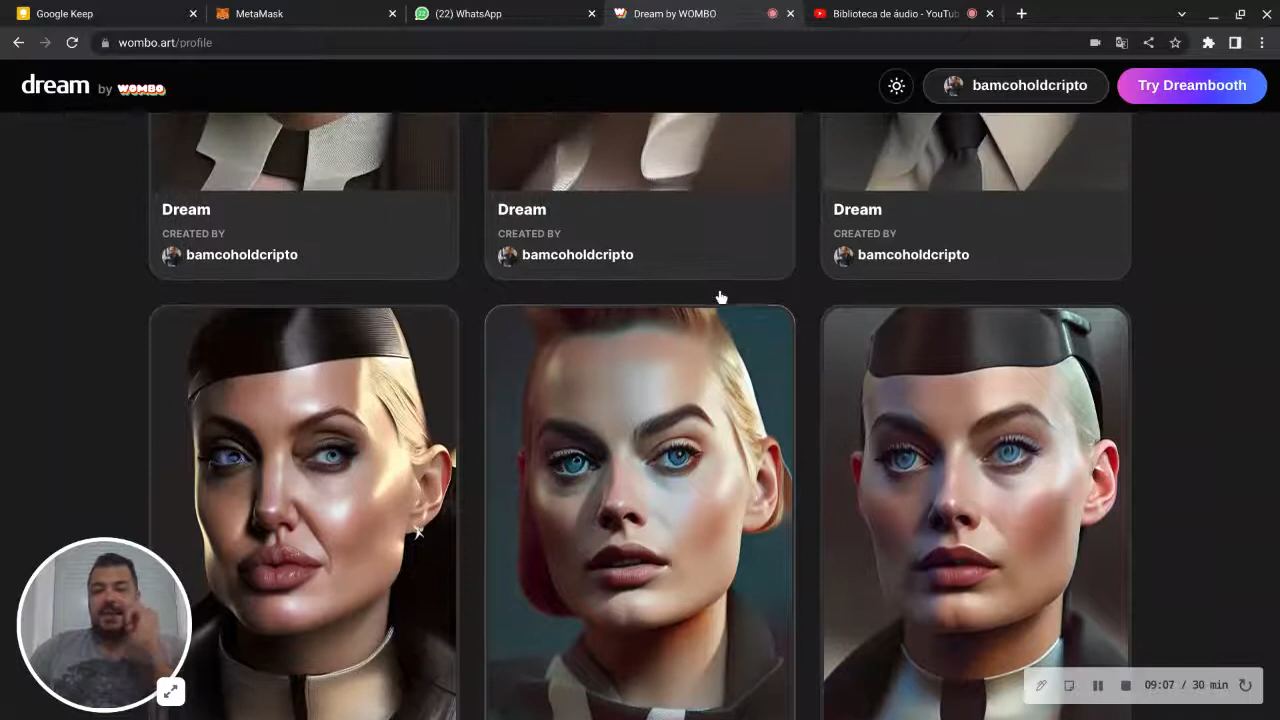 Google Keep
MetaMask
(22) WhatsApp
Dream by WOMBO
Biblioteca de áudio - YouTub
wombo.art/profile
dream by WOMBO
bamcoholdcripto
Try Dreambooth
Dream
CREATED BY
bamcoholdcripto
Dream
CREATED BY
bamcoholdcripto
Dream
CREATED BY
bamcoholdcripto
09:07 / 30 min